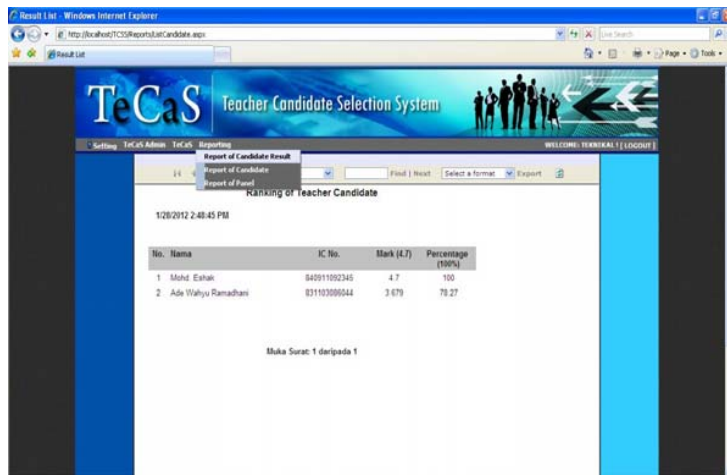 Result List - Windows Internet Explorer
http://localhost/TCSS/Reports/ListCandidate.aspx
Live Search
Result List
Page
Tools
TeCaS Teacher Candidate Selection System
Setting TeCaS Admin TeCaS Reporting WELCOME: TEKNIKAL ! [ LOGOUT ]
Report of Candidate Result
Report of Candidate
Report of Panel
Find | Next Select a format Export
Ranking of Teacher Candidate
1/28/2012 2:48:45 PM
No. Nama IC No. Mark (4.7) Percentage (100%)
1 Mohd. Eshak 840911092345 4.7 100
2 Ade Wahyu Ramadhani 831103086044 3.679 78.27
Muka Surat: 1 daripada 1